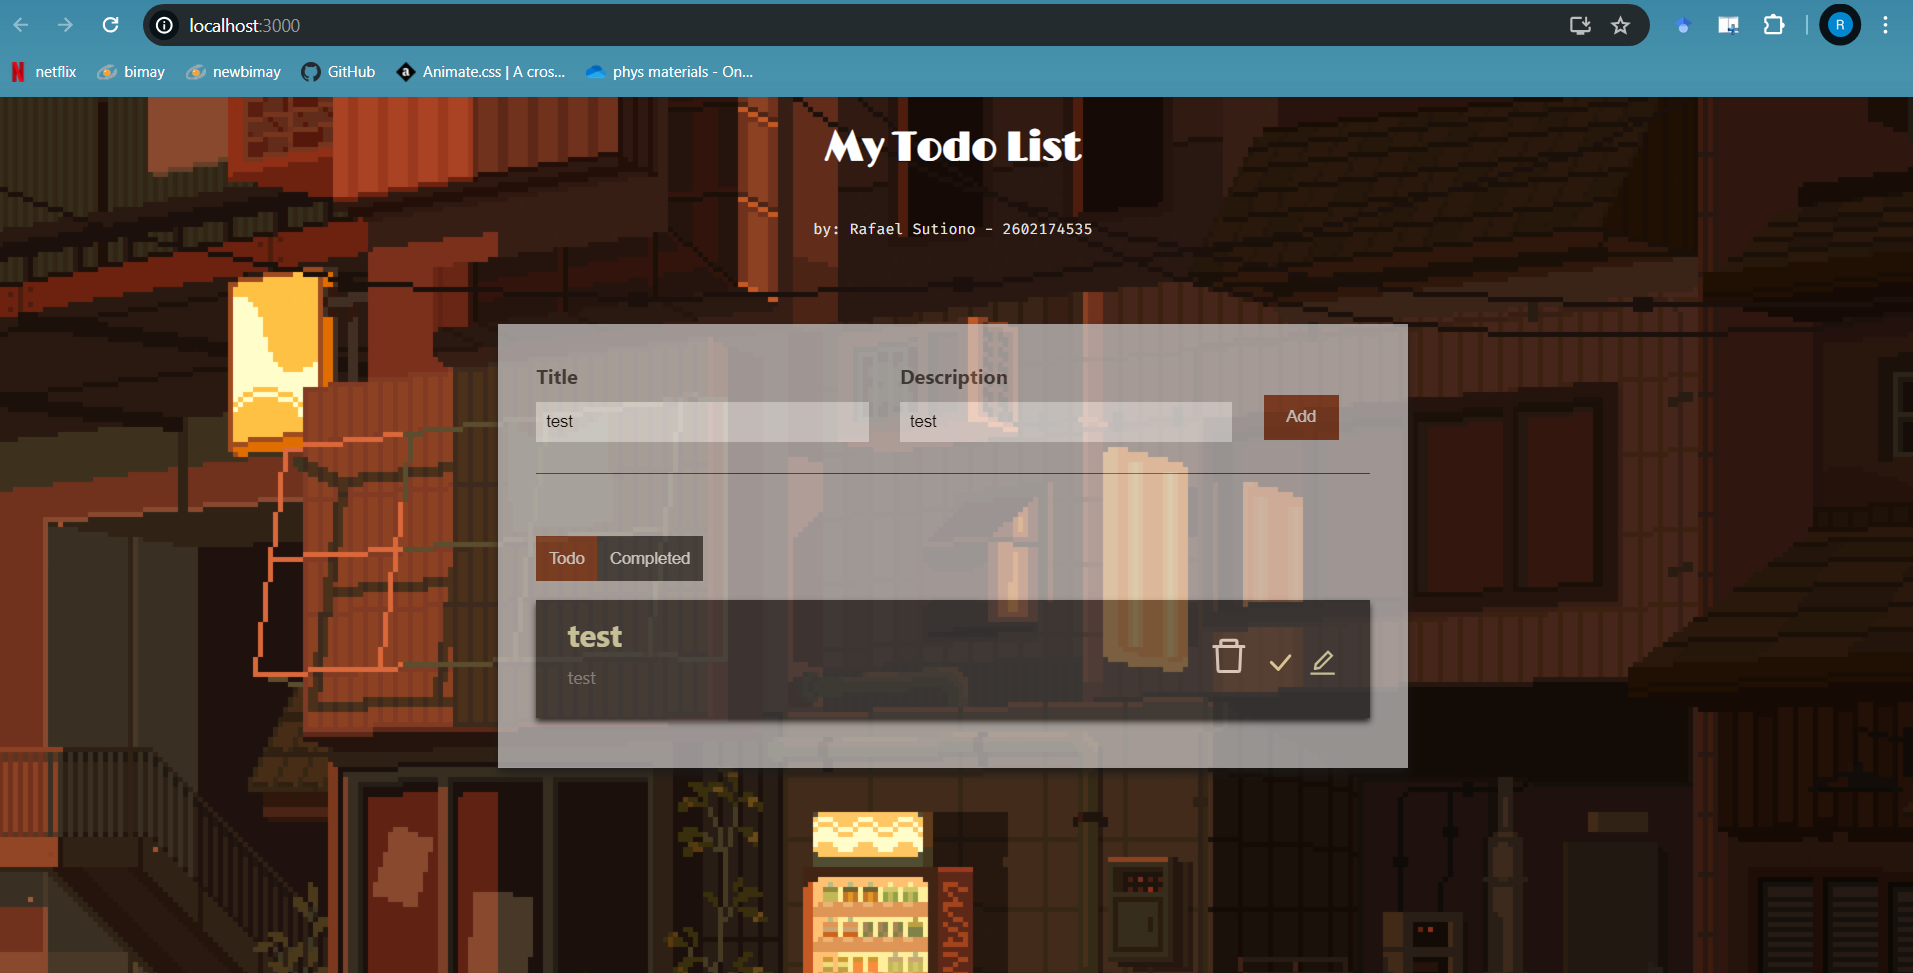 localhost:3000
R
netflix bimay newbimay GitHub Animate.css | A cros... phys materials - On...
My Todo List
by: Rafael Sutiono - 2602174535
Title Description
test test Add
Todo Completed
test
test